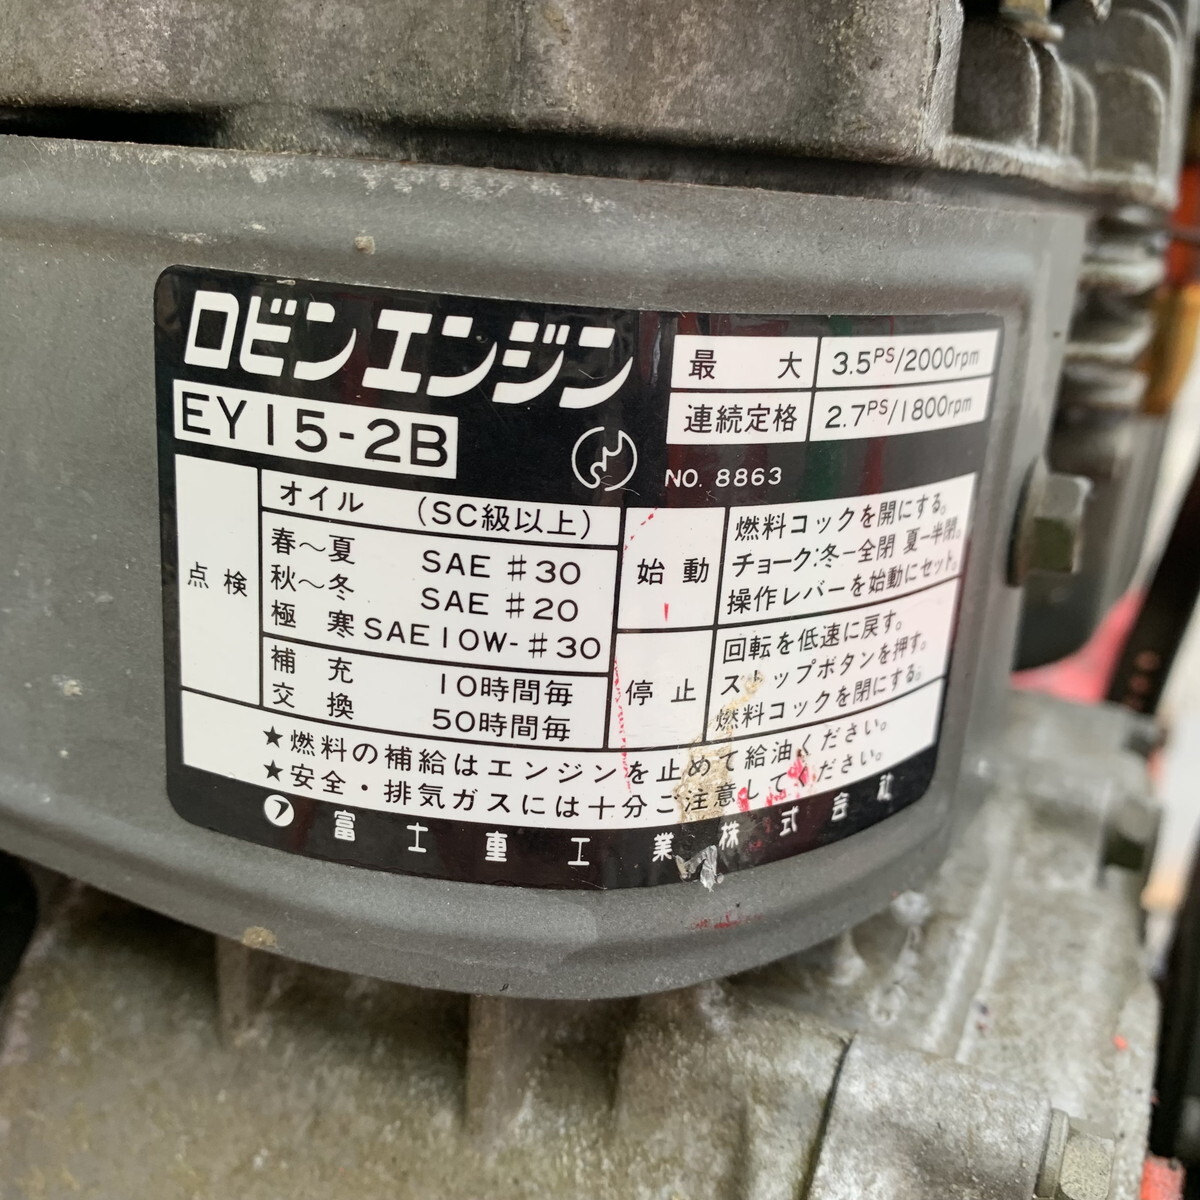 ロビンエンジン
EY15-2B
最大 3.5PS/2000rpm
連続定格 2.7PS/1800rpm
NO. 8863
点検
オイル (SC級以上)
春～夏 SAE #30
秋～冬 SAE #20
極寒 SAE10W-#30
補充 10時間毎
交換 50時間毎
始動
燃料コックを開にする。
チョーク:冬-全閉 夏-半閉。
操作レバーを始動にセット。
停止
回転を低速に戻す。
ストップボタンを押す。
燃料コックを閉にする。
★燃料の補給はエンジンを止めて給油ください。
★安全・排気ガスには十分ご注意してください。
富士重工業株式会社